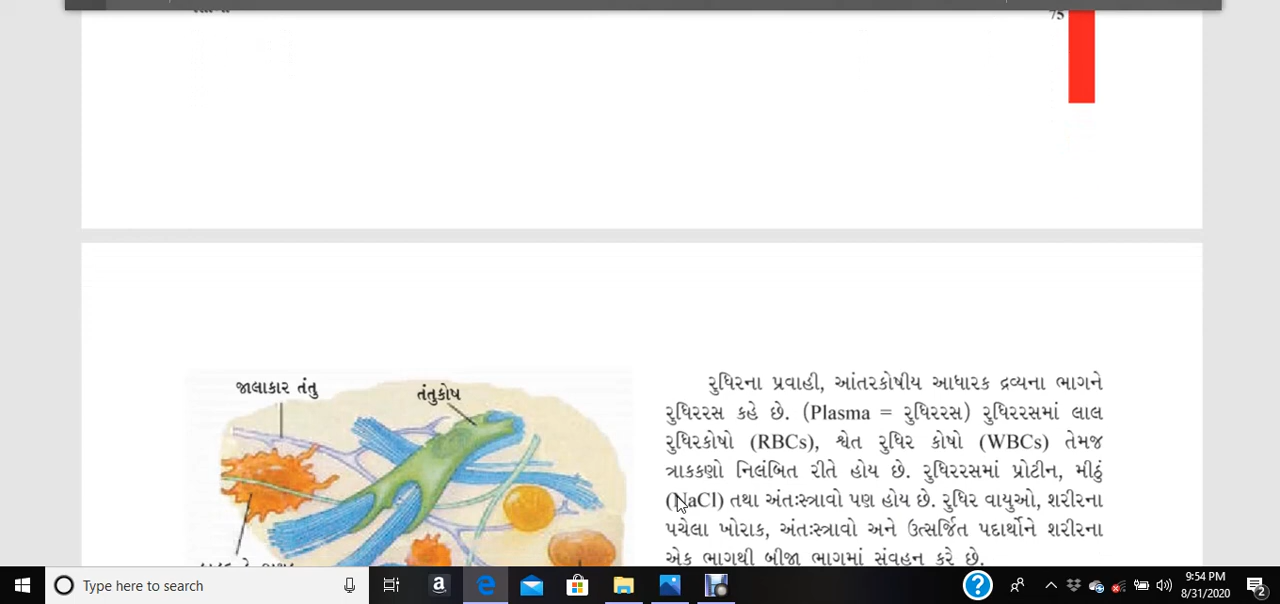 75
જાલાકાર તંતુ
તંતુકોષ
રુધિરના પ્રવાહી, આંતરકોષીય આધારક દ્રવ્યના ભાગને
રુધિરરસ કહે છે. (Plasma = રુધિરરસ) રુધિરરસમાં લાલ
રુધિરકોષો (RBCs), શ્વેત રુધિર કોષો (WBCs) તેમજ
ત્રાકકણો નિલંબિત રીતે હોય છે. રુધિરરસમાં પ્રોટીન, મીઠું
(NaCl) તથા અંતઃસ્ત્રાવો પણ હોય છે. રુધિર વાયુઓ, શરીરના
પચેલા ખોરાક, અંતઃસ્ત્રાવો અને ઉત્સર્જિત પદાર્થોને શરીરના
એક ભાગથી બીજા ભાગમાં સંવહન કરે છે.
Type here to search
9:54 PM
8/31/2020
2